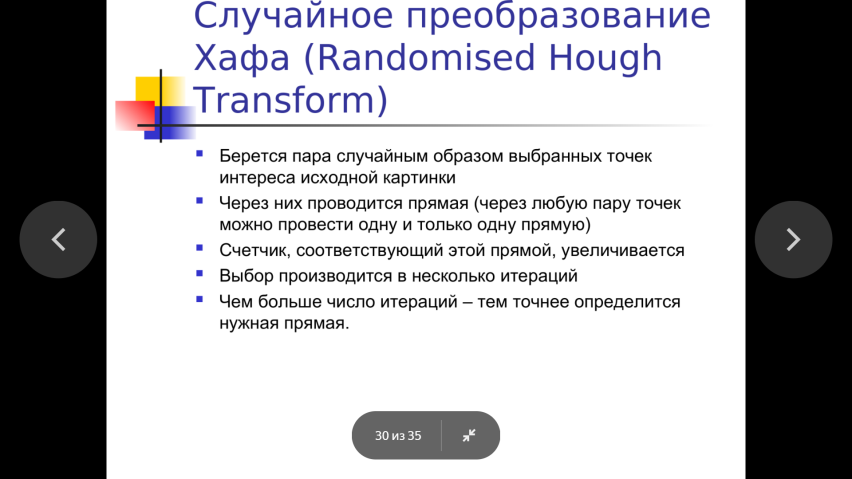 Случайное преобразование
Хафа (Randomised Hough
Transform)
Берется пара случайным образом выбранных точек
интереса исходной картинки
Через них проводится прямая (через любую пару точек
можно провести одну и только одну прямую)
Счетчик, соответствующий этой прямой, увеличивается
Выбор производится в несколько итераций
Чем больше число итераций – тем точнее определится
нужная прямая.
30 из 35